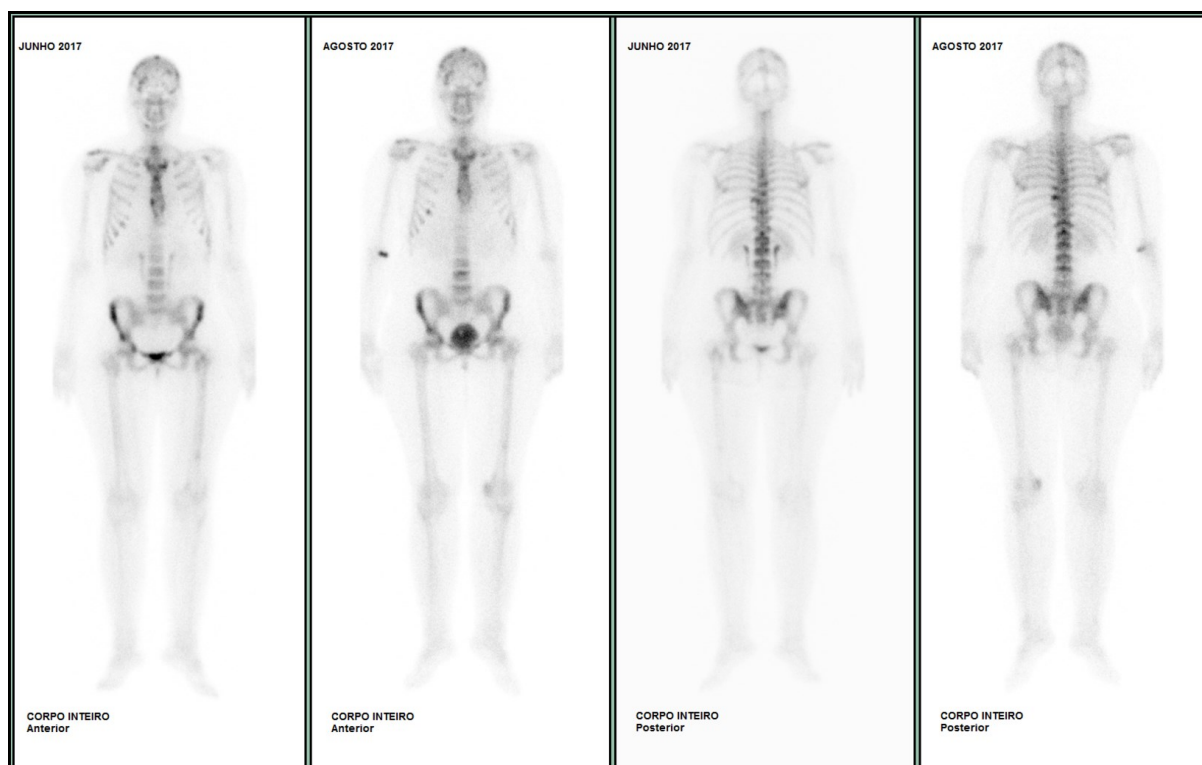 JUNHO 2017
AGOSTO 2017
JUNHO 2017
AGOSTO 2017
CORPO INTEIRO
Anterior
CORPO INTEIRO
Anterior
CORPO INTEIRO
Posterior
CORPO INTEIRO
Posterior